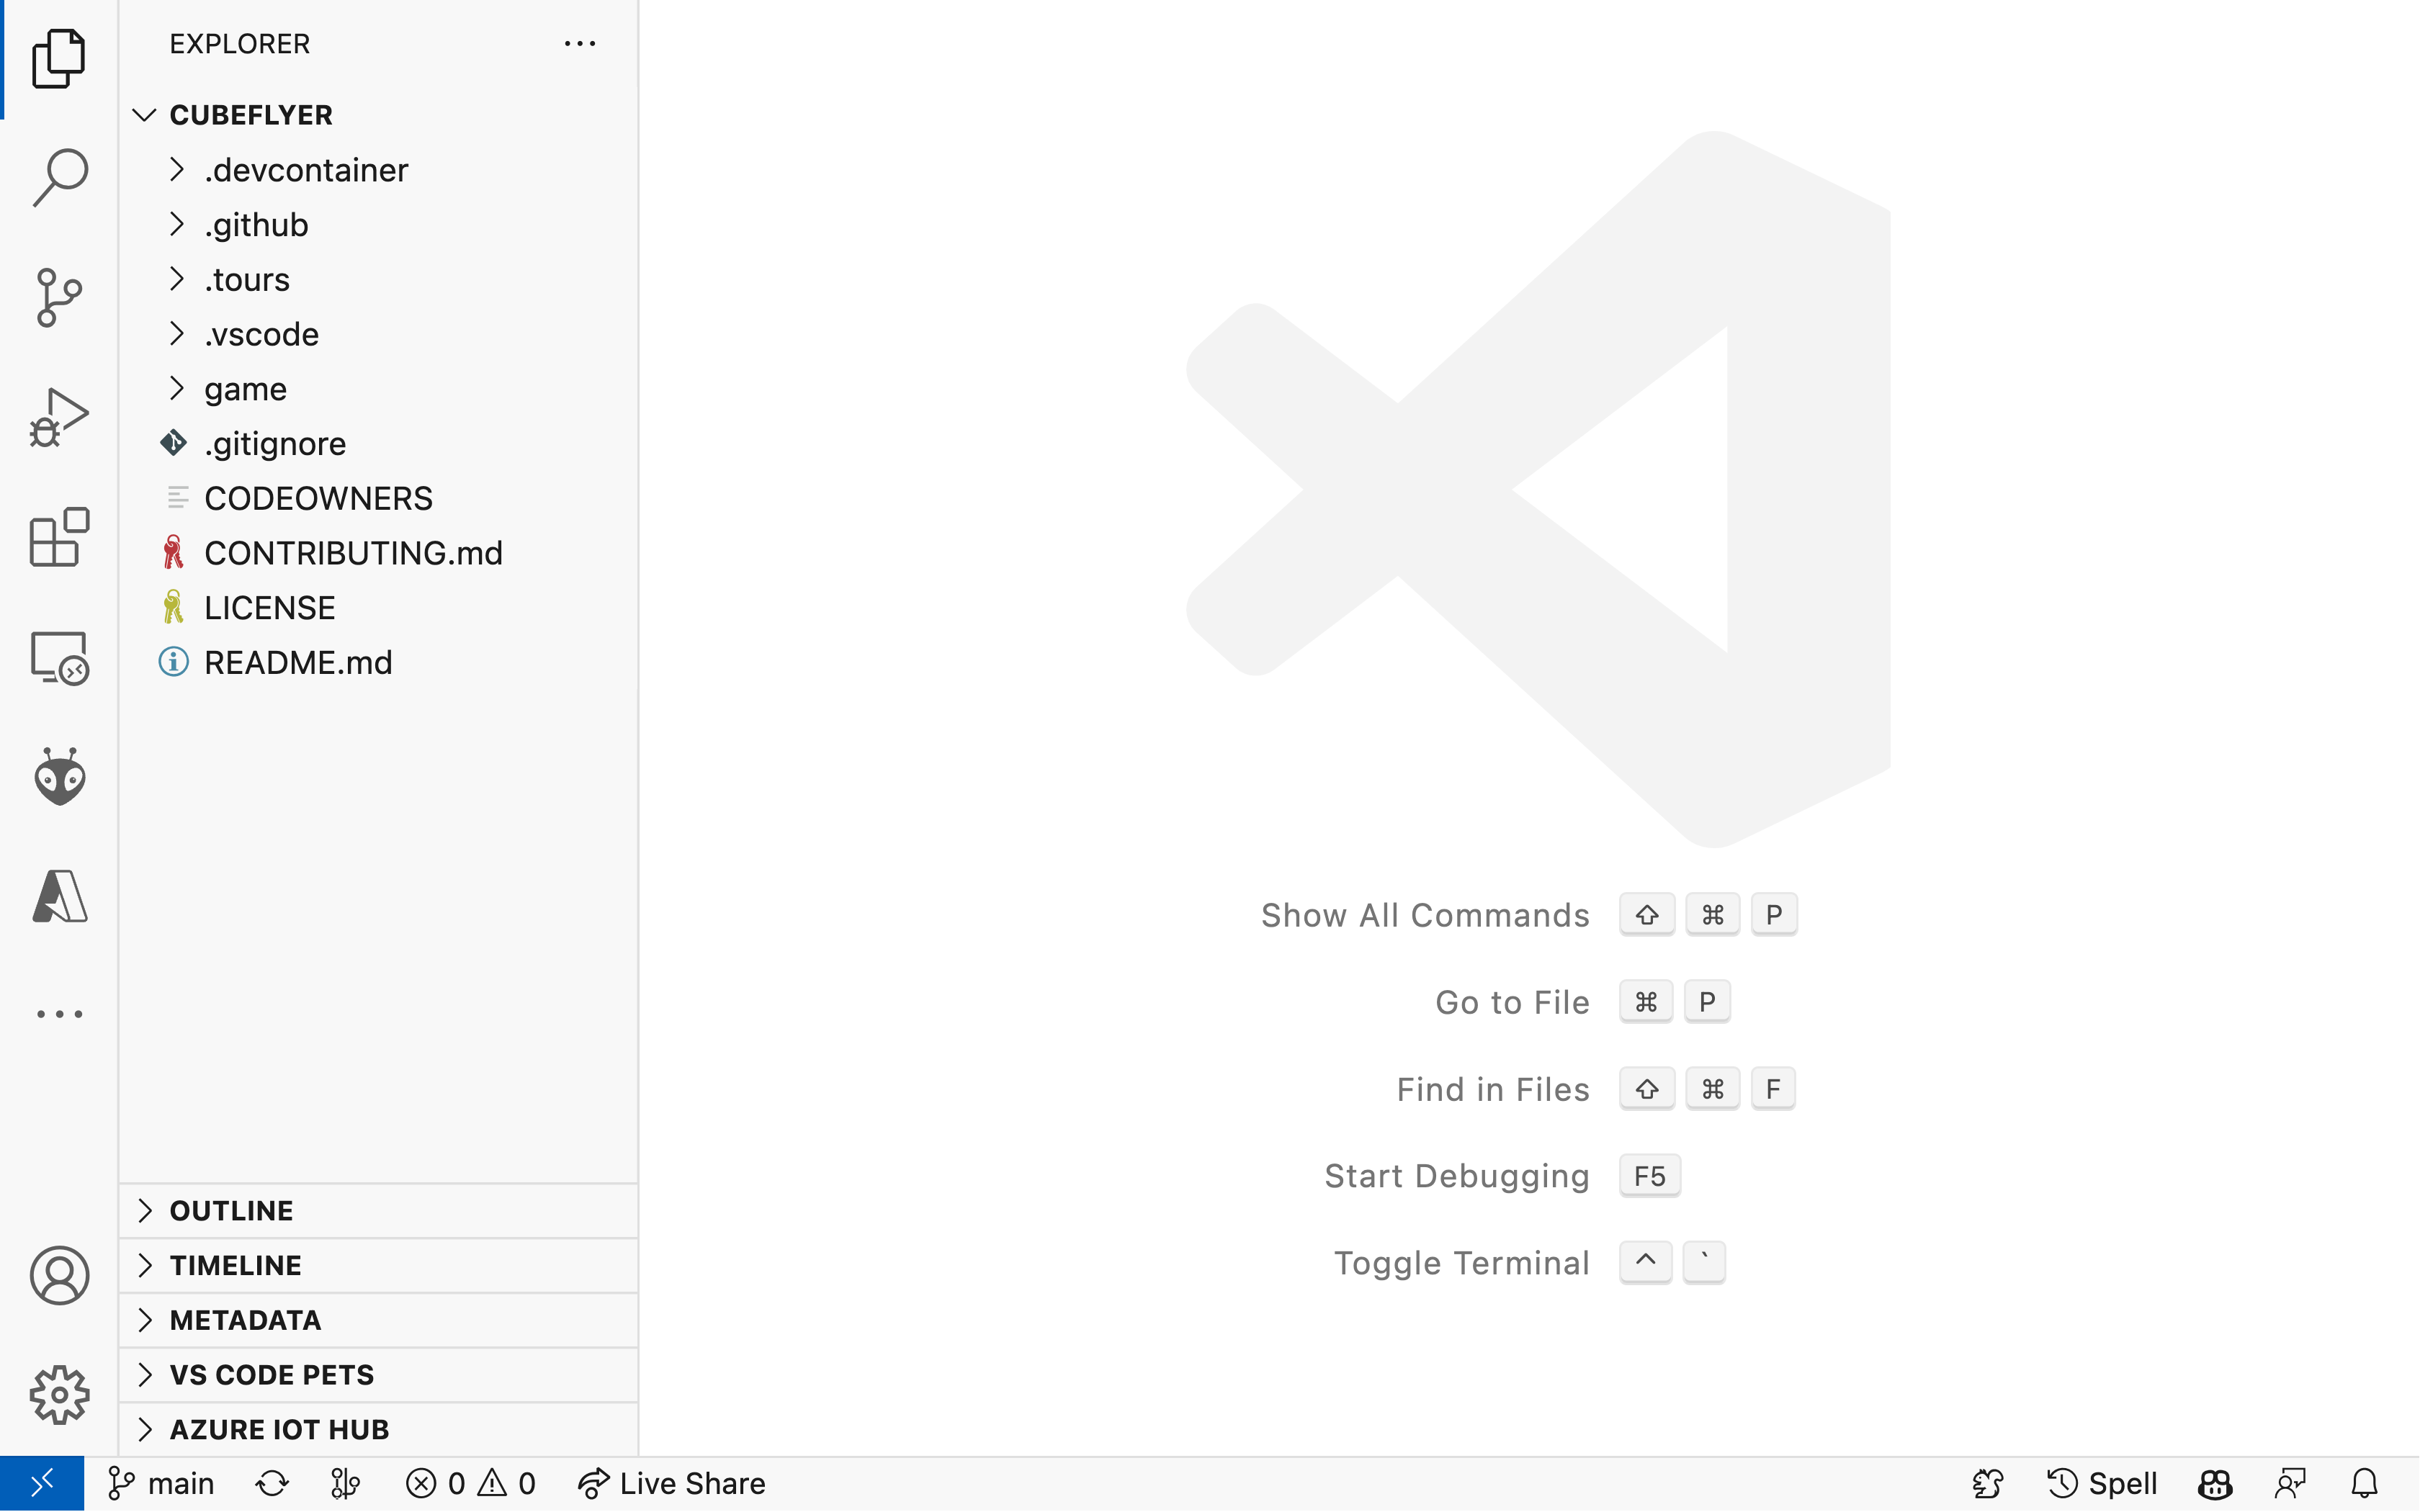 EXPLORER
CUBEFLYER
.devcontainer
.github
.tours
.vscode
game
.gitignore
CODEOWNERS
CONTRIBUTING.md
LICENSE
README.md
OUTLINE
TIMELINE
METADATA
VS CODE PETS
AZURE IOT HUB
Show All Commands ⇧ ⌘ P
Go to File ⌘ P
Find in Files ⇧ ⌘ F
Start Debugging F5
Toggle Terminal ^ `
main 0 0 Live Share Spell